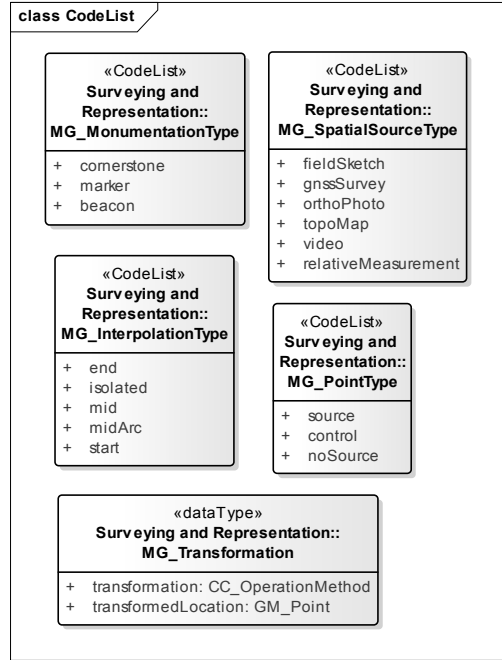 class CodeList
«CodeList»
Surveying and
Representation::
MG_MonumentationType
+ cornerstone
+ marker
+ beacon
«CodeList»
Surveying and
Representation::
MG_SpatialSourceType
+ fieldSketch
+ gnssSurvey
+ orthoPhoto
+ topoMap
+ video
+ relativeMeasurement
«CodeList»
Surveying and
Representation::
MG_InterpolationType
+ end
+ isolated
+ mid
+ midArc
+ start
«CodeList»
Surveying and
Representation::
MG_PointType
+ source
+ control
+ noSource
«dataType»
Surveying and Representation::
MG_Transformation
+ transformation: CC_OperationMethod
+ transformedLocation: GM_Point